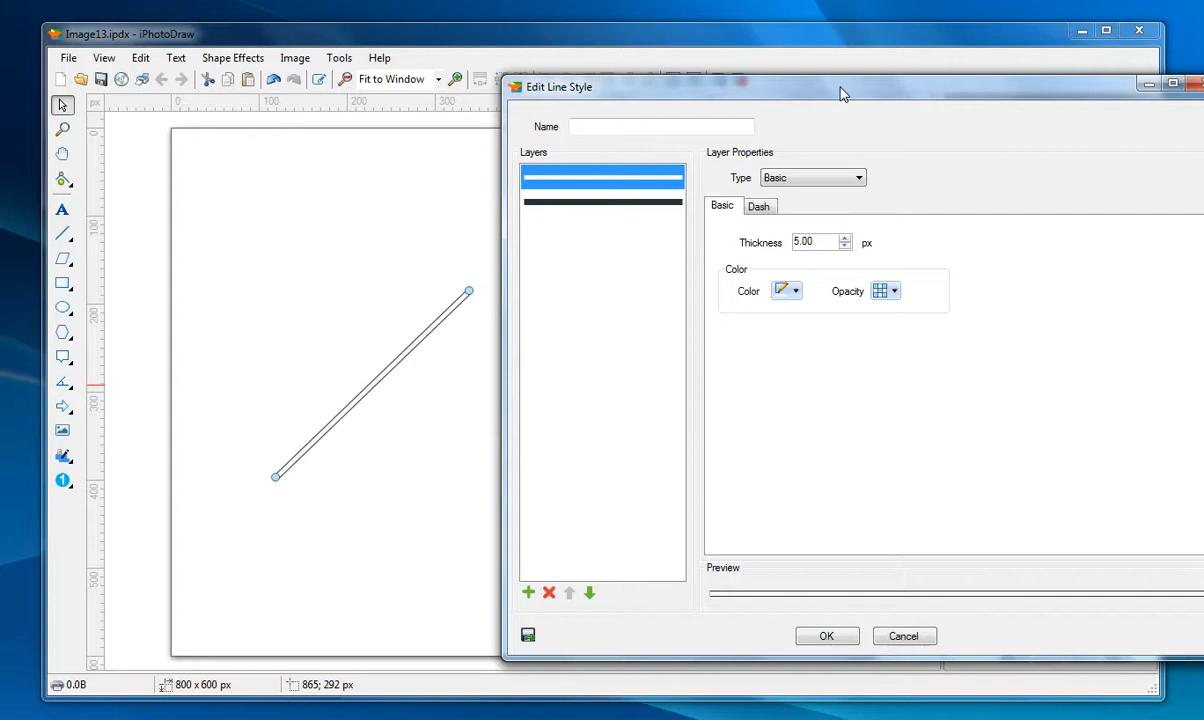 Image13.ipdx - iPhotoDraw
File View Edit Text Shape Effects Image Tools Help
Fit to Window
px 0 100 200 300
Edit Line Style
Name
Layers
Layer Properties
Type Basic
Basic Dash
100
Thickness 5.00 px
Color
Color Opacity
200
300
400
500
Preview
OK Cancel
0.0B 800 x 600 px 865; 292 px